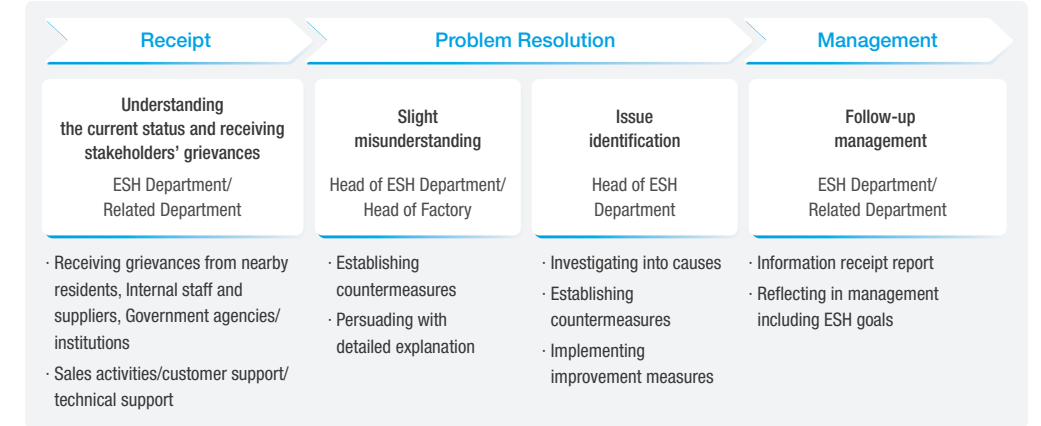 Receipt
Problem Resolution
Management
Understanding
the current status and receiving
stakeholders' grievances
ESH Department/
Related Department
Slight
misunderstanding
Head of ESH Department/
Head of Factory
Issue
identification
Head of ESH
Department
Follow-up
management
ESH Department/
Related Department
· Receiving grievances from nearby
residents, Internal staff and
suppliers, Government agencies/
institutions
· Sales activities/customer support/
technical support
· Establishing
countermeasures
· Persuading with
detailed explanation
· Investigating into causes
· Establishing
countermeasures
· Implementing
improvement measures
· Information receipt report
· Reflecting in management
including ESH goals